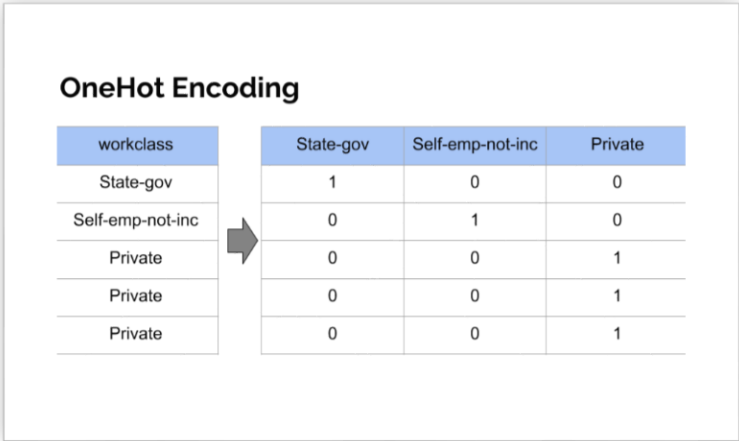 OneHot Encoding
workclass State-gov Self-emp-not-inc Private
State-gov 1 0 0
Self-emp-not-inc 0 1 0
Private 0 0 1
Private 0 0 1
Private 0 0 1